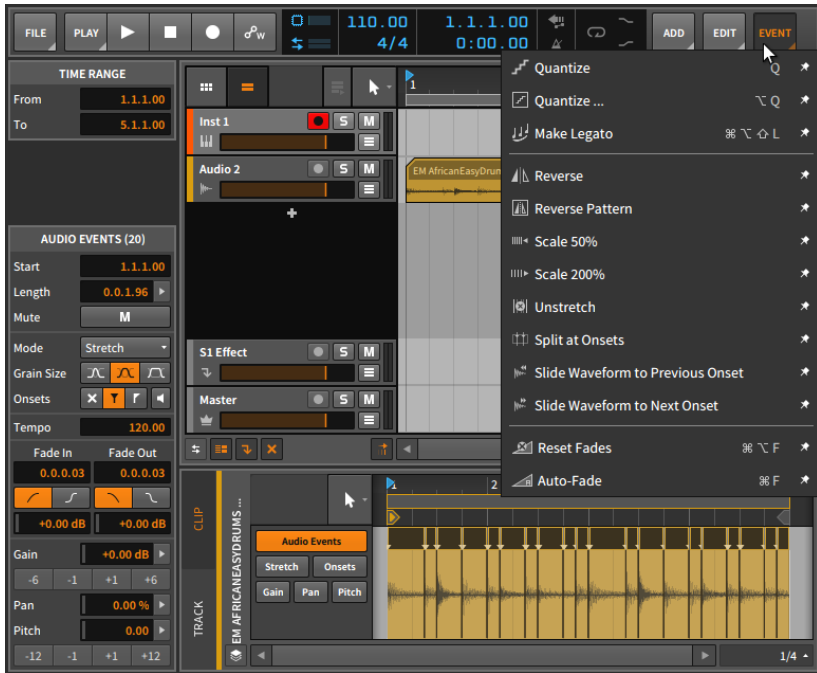 FILE PLAY 110.00 1.1.1.00 ADD EDIT EVENT
4/4 0:00.00
TIME RANGE
From 1.1.1.00
To 5.1.1.00
AUDIO EVENTS (20)
Start 1.1.1.00
Length 0.0.1.96
Mute M
Mode Stretch
Grain Size
Onsets
Tempo 120.00
Fade In Fade Out
0.0.0.03 0.0.0.03
+0.00 dB +0.00 dB
Gain +0.00 dB
-6 -1 +1 +6
Pan 0.00 %
Pitch 0.00
-12 -1 +1 +12
1
Inst 1 S M
Audio 2 S M
EM AfricanEasyDrum
+
S1 Effect S M
Master S M
Quantize Q
Quantize ... ⌥ Q
Make Legato ⌘ ⌥ ⇧ L
Reverse
Reverse Pattern
Scale 50%
Scale 200%
Unstretch
Split at Onsets
Slide Waveform to Previous Onset
Slide Waveform to Next Onset
Reset Fades ⌘ ⌥ F
Auto-Fade ⌘ F
CLIP
TRACK
EM AFRICANEASYDRUMS ...
1 2
Audio Events
Stretch Onsets
Gain Pan Pitch
1/4